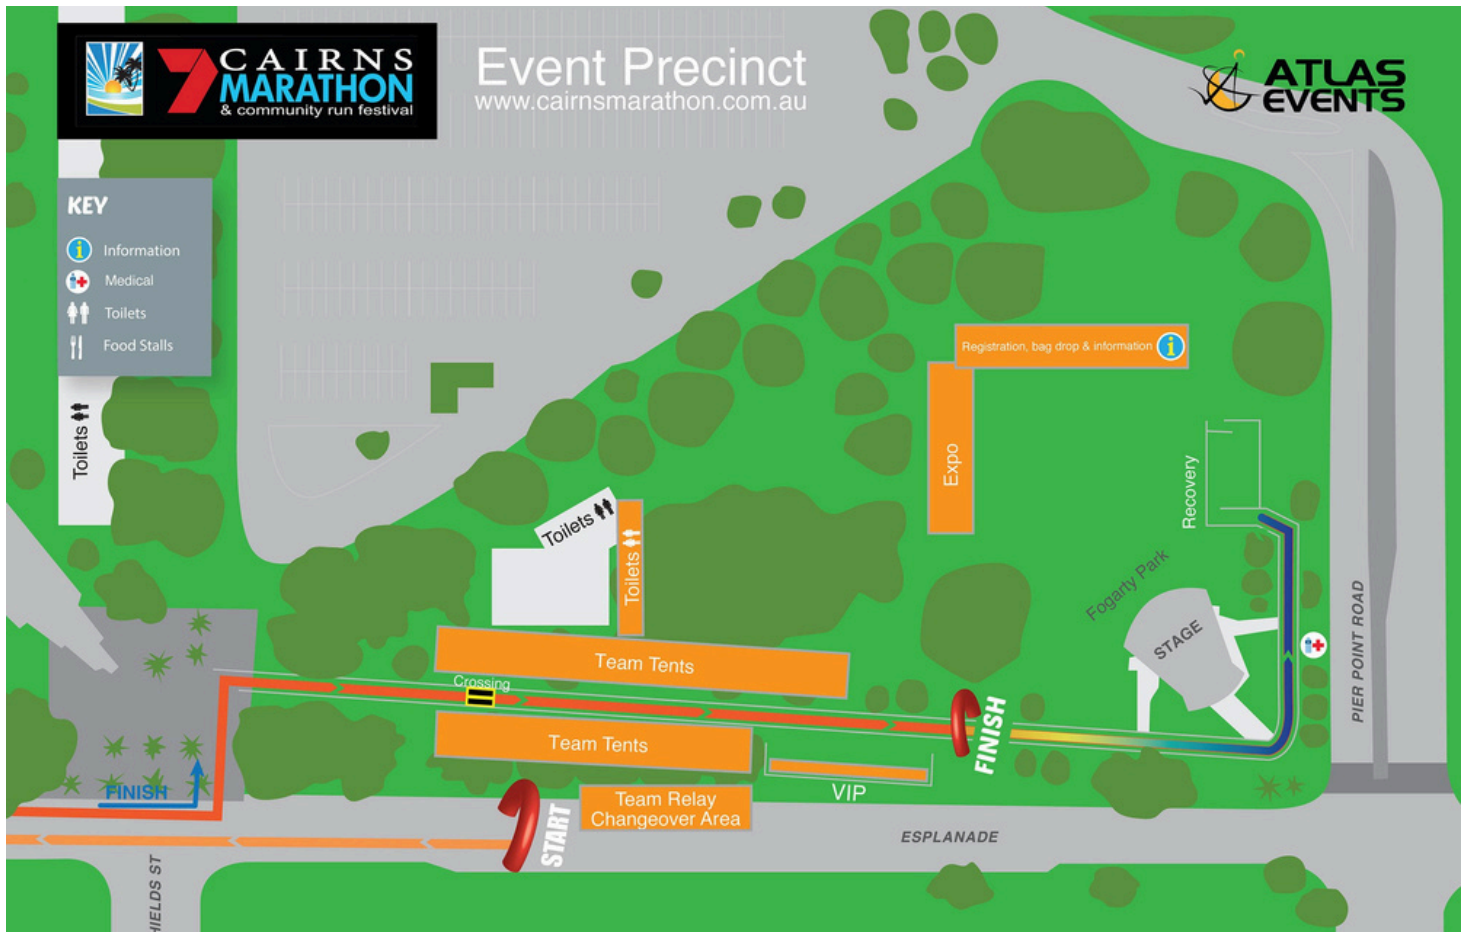 7 CAIRNS
MARATHON
& community run festival
Event Precinct
www.cairnsmarathon.com.au
ATLAS
EVENTS
KEY
i Information
Medical
Toilets
Food Stalls
Toilets
Registration, bag drop & information i
Expo
Recovery
Toilets
Toilets
Fogarty Park
STAGE
PIER POINT ROAD
Team Tents
Crossing
Team Tents
FINISH
VIP
FINISH
Team Relay
Changeover Area
START
ESPLANADE
HIELDS ST